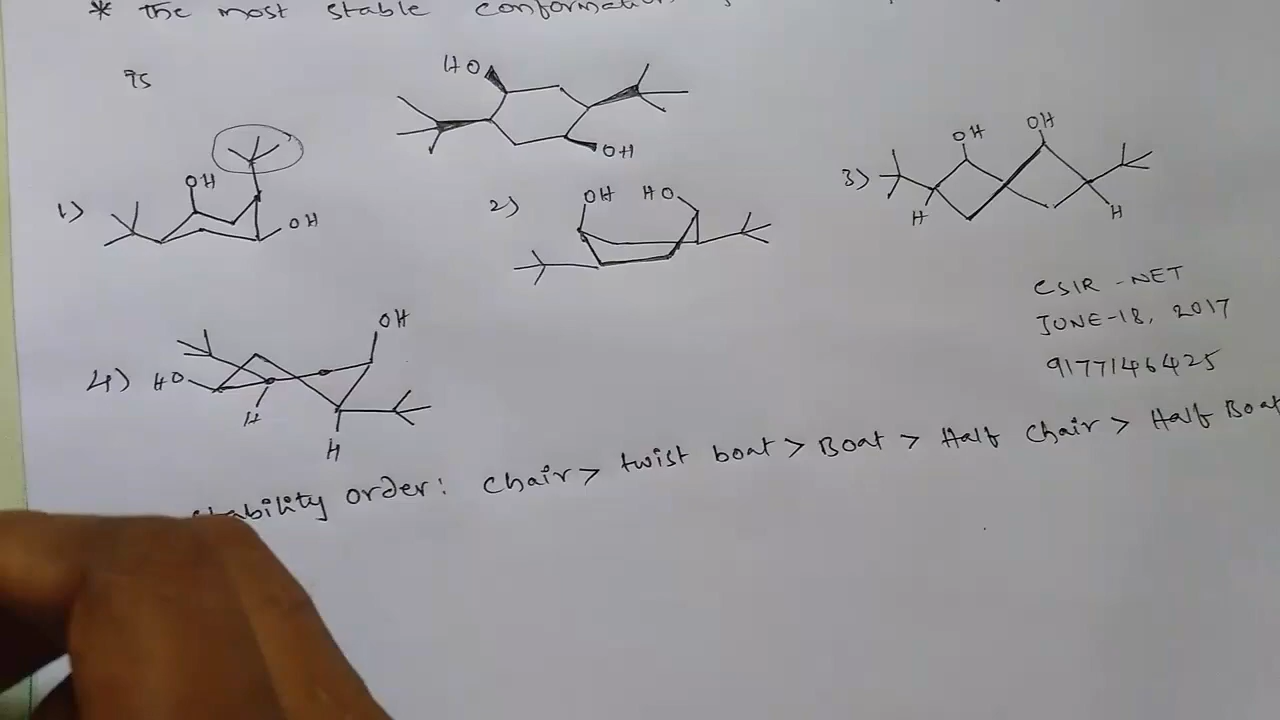 * The most stable conformation
is
HO
OH
1) OH
OH
2) OH HO
3) OH OH
H
H
CSIR - NET
JUNE-18, 2017
9177146425
4) HO
OH
H
H
stability order: Chair > twist boat > Boat > Half chair > Half Boat